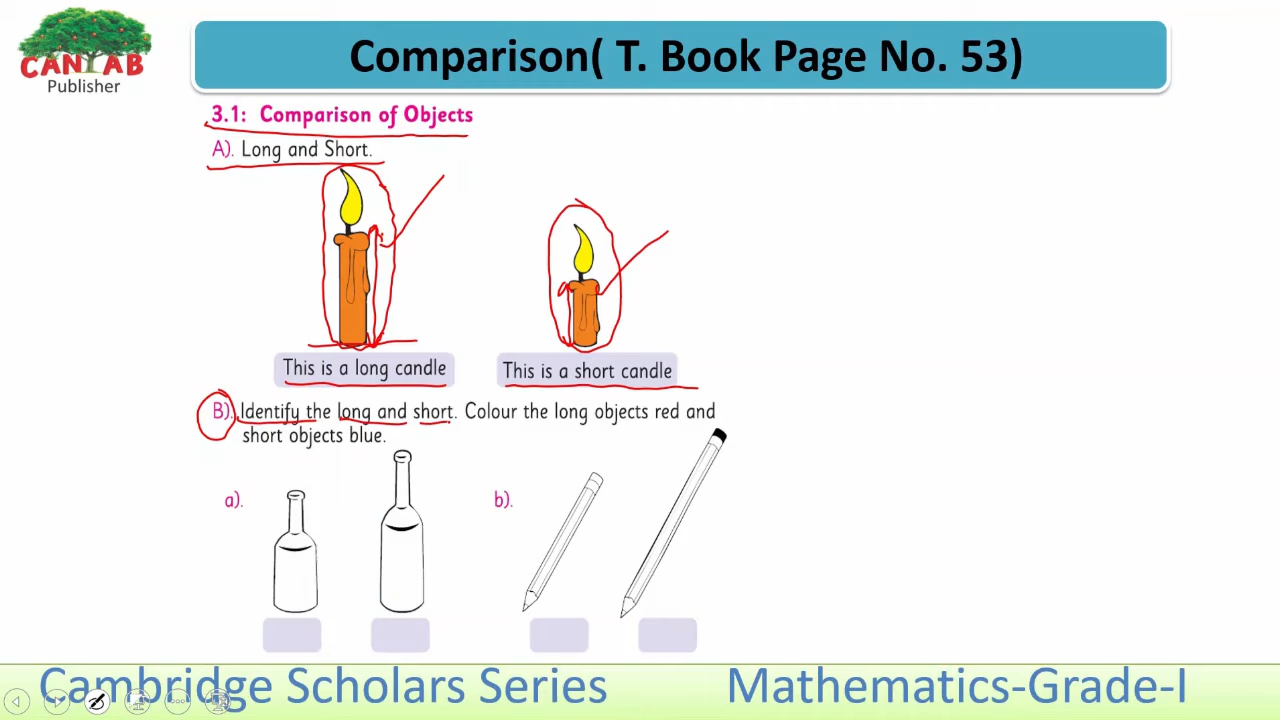 CANTAB
Publisher
Comparison( T. Book Page No. 53)
3.1: Comparison of Objects
A). Long and Short.
This is a long candle
This is a short candle
B). Identify the long and short. Colour the long objects red and
short objects blue.
a).
b).
Cambridge Scholars Series
Mathematics-Grade-I